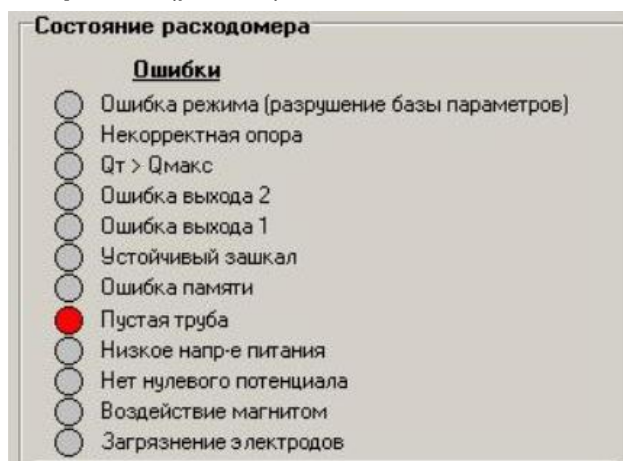 Состояние расходомера
Ошибки
Ошибка режима (разрушение базы параметров)
Некорректная опора
Qт > Qмакс
Ошибка выхода 2
Ошибка выхода 1
Устойчивый зашкал
Ошибка памяти
Пустая труба
Низкое напр-е питания
Нет нулевого потенциала
Воздействие магнитом
Загрязнение электродов